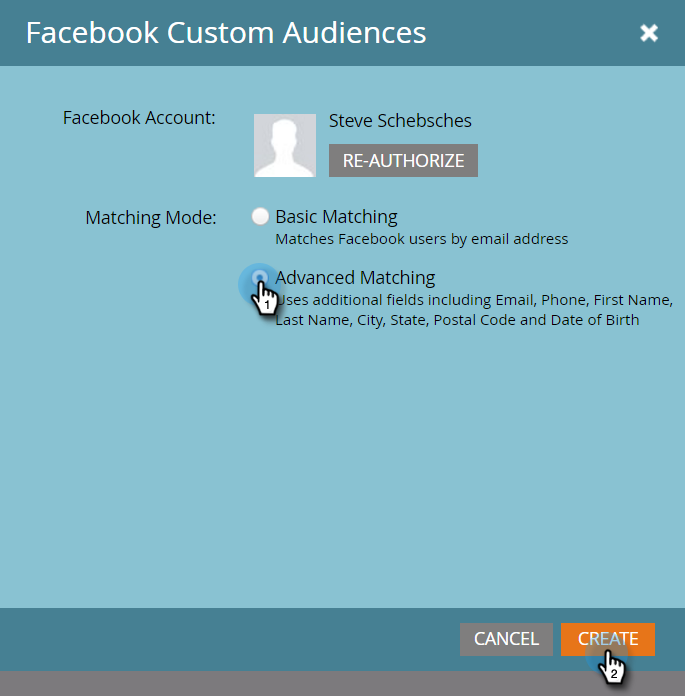 Facebook Custom Audiences
Facebook Account:
Steve Schebsches
RE-AUTHORIZE
Matching Mode:
Basic Matching
Matches Facebook users by email address
Advanced Matching
Uses additional fields including Email, Phone, First Name,
Last Name, City, State, Postal Code and Date of Birth
1
CANCEL
CREATE
2